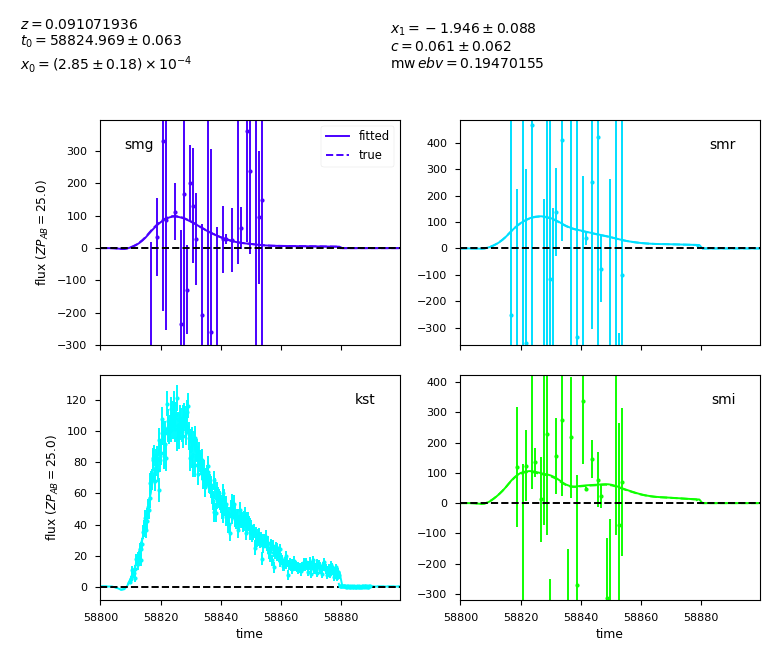 z = 0.091071936
t₀ = 58824.969 ± 0.063
x₀ = (2.85 ± 0.18) × 10⁻⁴
x₁ = −1.946 ± 0.088
c = 0.061 ± 0.062
mw ebv = 0.19470155
smg
fitted
true
300
200
100
0
−100
−200
−300
flux (ZP_AB = 25.0)
smr
400
300
200
100
0
−100
−200
−300
kst
120
100
80
60
40
20
0
flux (ZP_AB = 25.0)
58800 58820 58840 58860 58880
time
smi
400
300
200
100
0
−100
−200
−300
58800 58820 58840 58860 58880
time